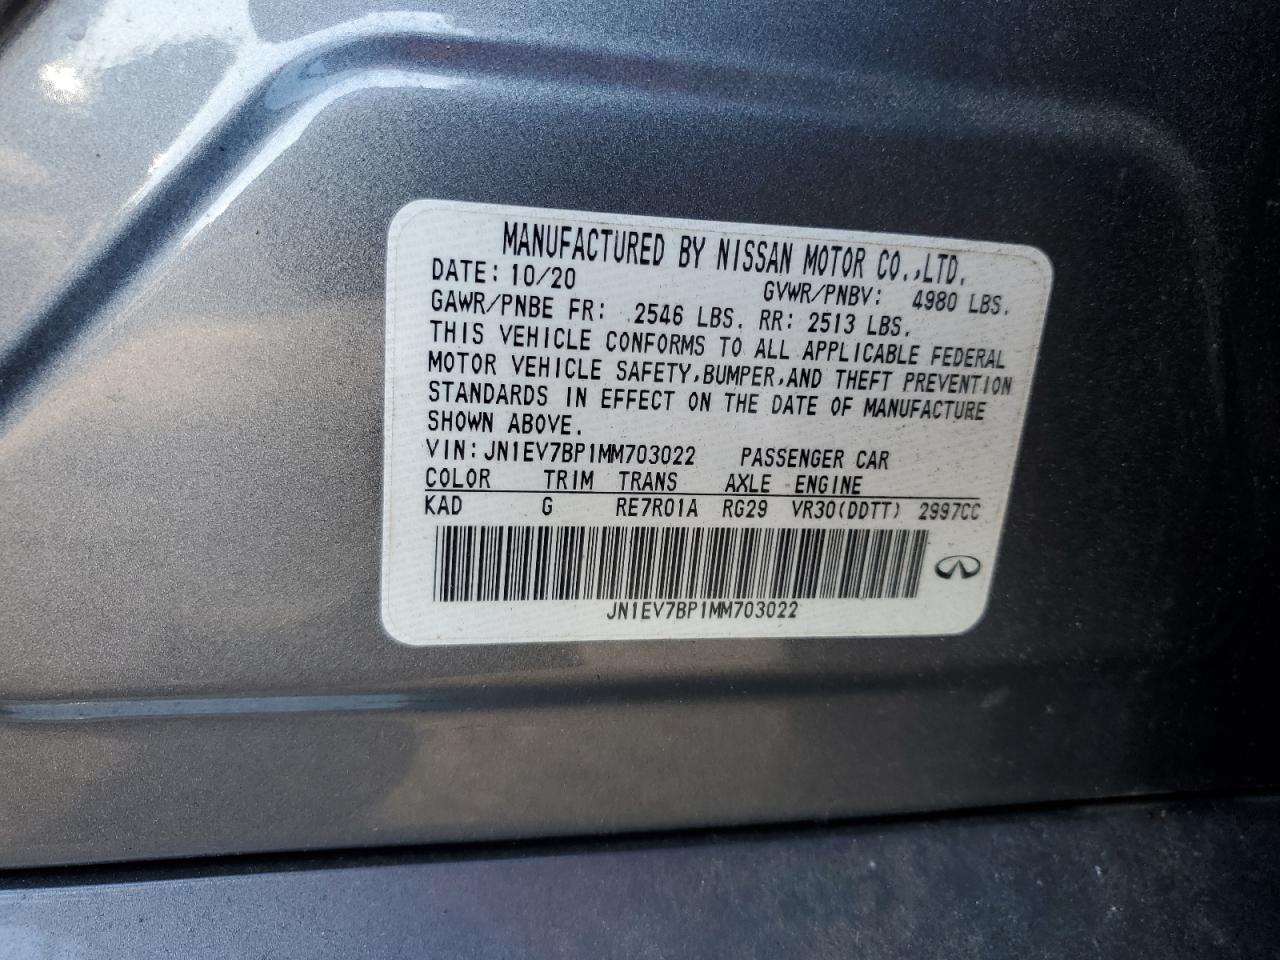 MANUFACTURED BY NISSAN MOTOR CO.,LTD.
DATE: 10/20 GVWR/PNBV: 4980 LBS.
GAWR/PNBE FR: 2546 LBS. RR: 2513 LBS.
THIS VEHICLE CONFORMS TO ALL APPLICABLE FEDERAL
MOTOR VEHICLE SAFETY,BUMPER,AND THEFT PREVENTION
STANDARDS IN EFFECT ON THE DATE OF MANUFACTURE
SHOWN ABOVE.
VIN: JN1EV7BP1MM703022 PASSENGER CAR
COLOR TRIM TRANS AXLE ENGINE
KAD G RE7R01A RG29 VR30(DDTT) 2997CC
JN1EV7BP1MM703022